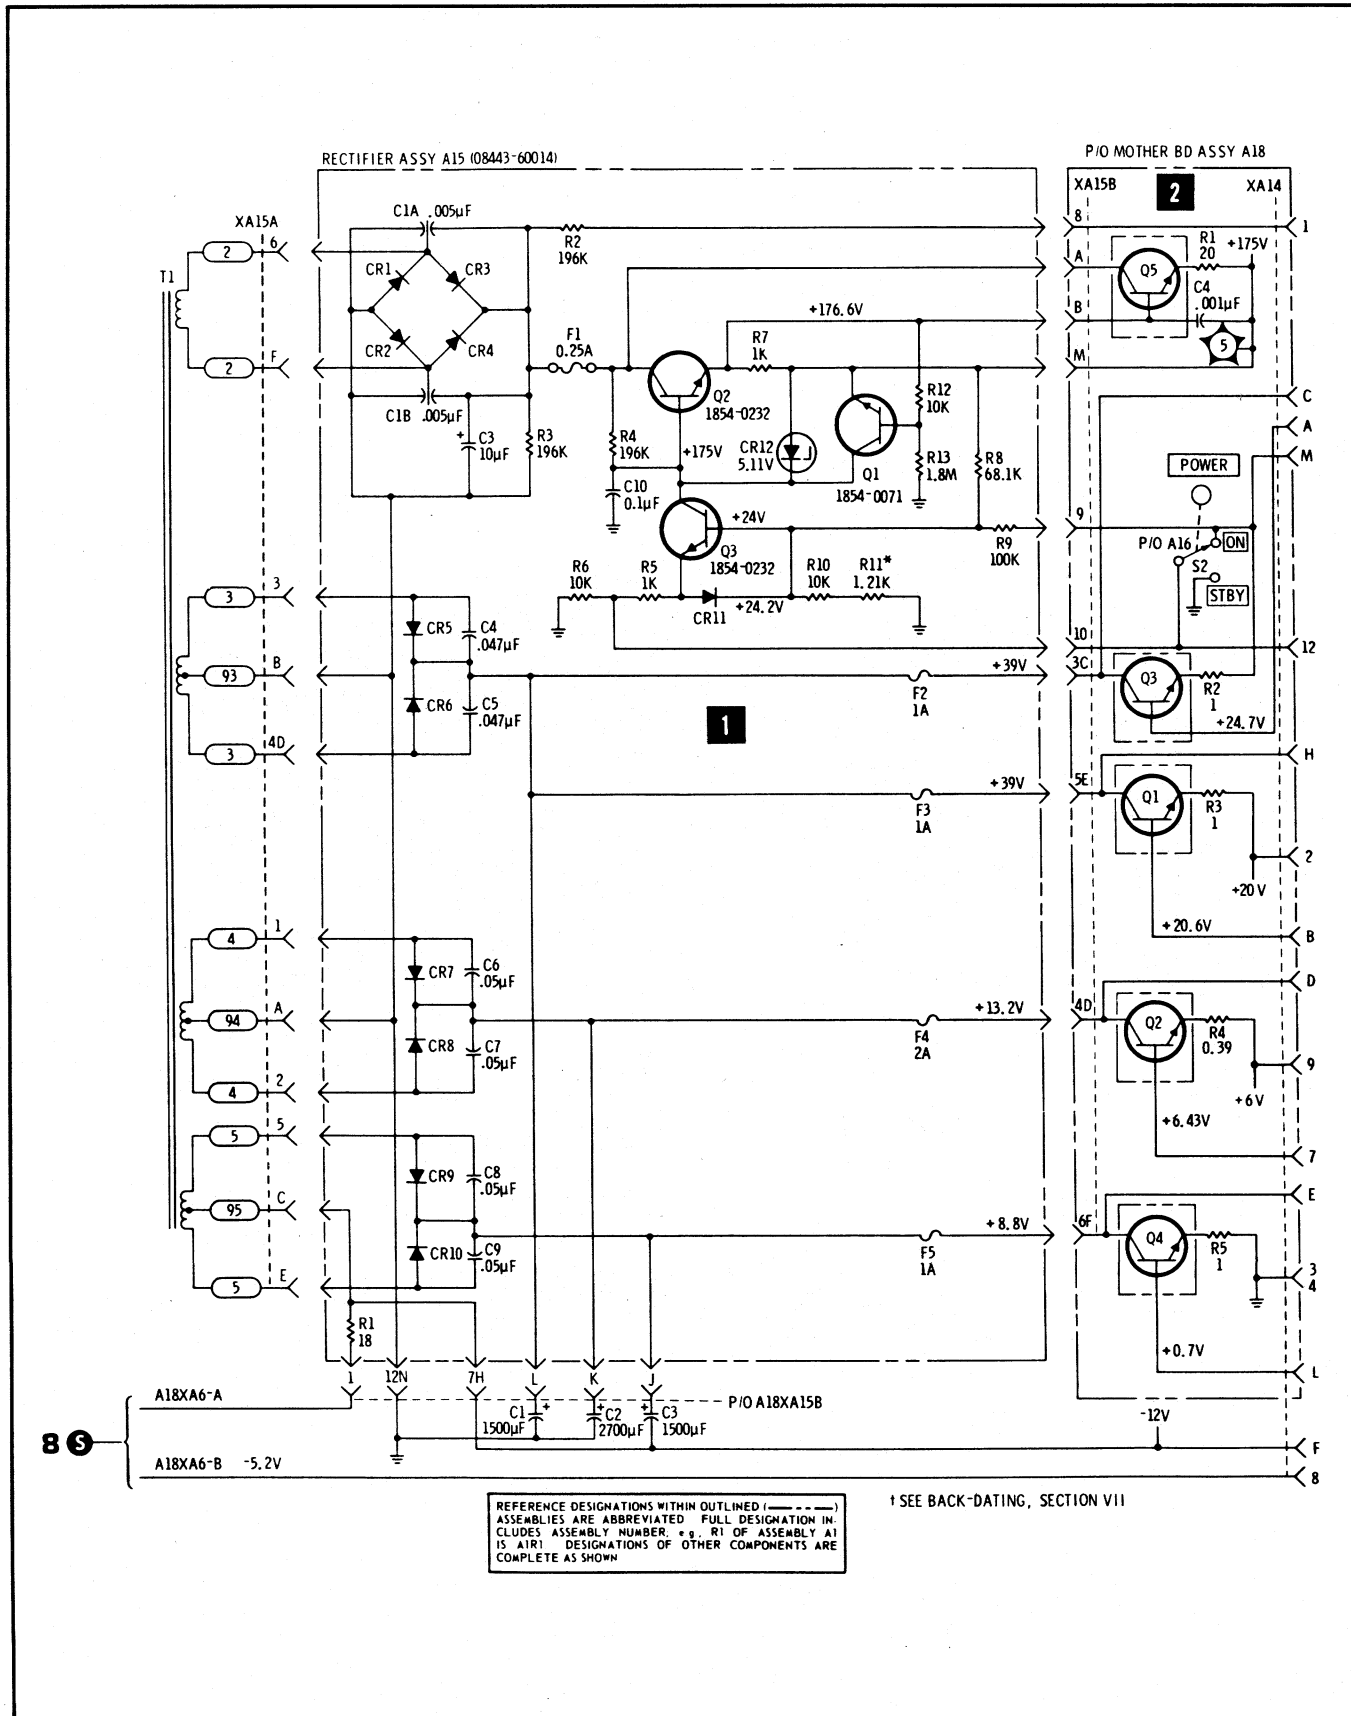 RECTIFIER ASSY A15 (08443-60014)
P/O MOTHER BD ASSY A18
XA15B
2
XA14
XA15A
C1A .005µF
8
1
6
2
R2
196K
A
R1
20
+175V
T1
CR1
CR3
Q5
C4
.001µF
+176.6V
B
F1
0.25A
R7
1K
5
F
2
CR2
CR4
M
C1B .005µF
Q2
1854-0232
R12
10K
C
+
C3
10µF
R3
196K
R4
196K
+175V
CR12
5.11V
R13
1.8M
R8
68.1K
A
M
POWER
C10
0.1µF
Q1
1854-0071
+24V
9
P/O A16
ON
Q3
1854-0232
R9
100K
S2
STBY
R6
10K
R5
1K
R10
10K
R11*
1.21K
+24.2V
CR11
3
3
CR5
C4
.047µF
10
12
+39V
3C
93
B
F2
1A
Q3
R2
1
CR6
C5
.047µF
1
+24.7V
3
4D
H
+39V
5E
F3
1A
Q1
R3
1
2
+20V
+20.6V
B
4
1
CR7
C6
.05µF
D
+13.2V
4D
94
A
F4
2A
Q2
R4
0.39
CR8
C7
.05µF
9
+6V
4
2
+6.43V
5
5
7
CR9
C8
.05µF
E
95
C
+8.8V
6F
F5
1A
Q4
R5
1
CR10
C9
.05µF
5
E
3
4
R1
18
+0.7V
L
1
12N
7H
L
K
J
A18XA6-A
P/O A18XA15B
C1
1500µF
+
C2
2700µF
+
C3
1500µF
+
-12V
8 S
F
A18XA6-B -5.2V
8
† SEE BACK-DATING, SECTION VII
REFERENCE DESIGNATIONS WITHIN OUTLINED (—--—)
ASSEMBLIES ARE ABBREVIATED FULL DESIGNATION IN-
CLUDES ASSEMBLY NUMBER; e g , R1 OF ASSEMBLY A1
IS A1R1 DESIGNATIONS OF OTHER COMPONENTS ARE
COMPLETE AS SHOWN